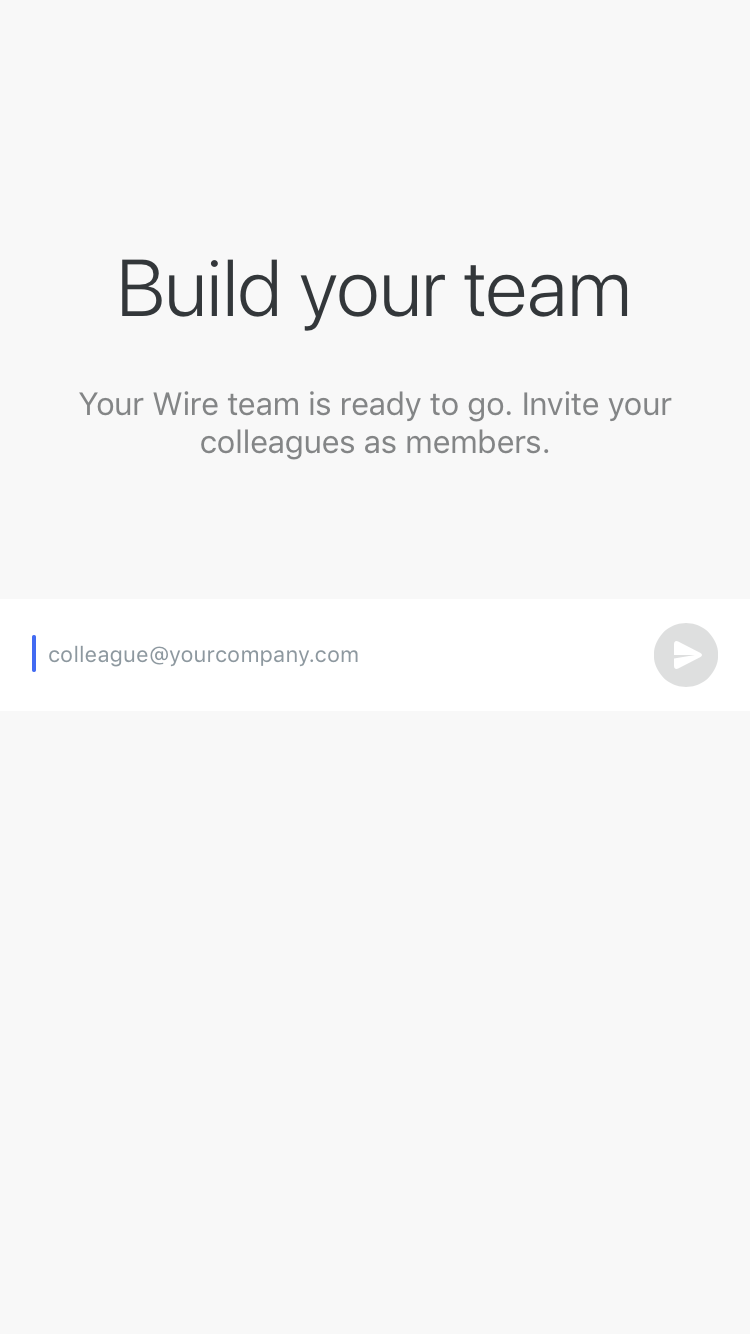 Build your team
Your Wire team is ready to go. Invite your
colleagues as members.
colleague@yourcompany.com